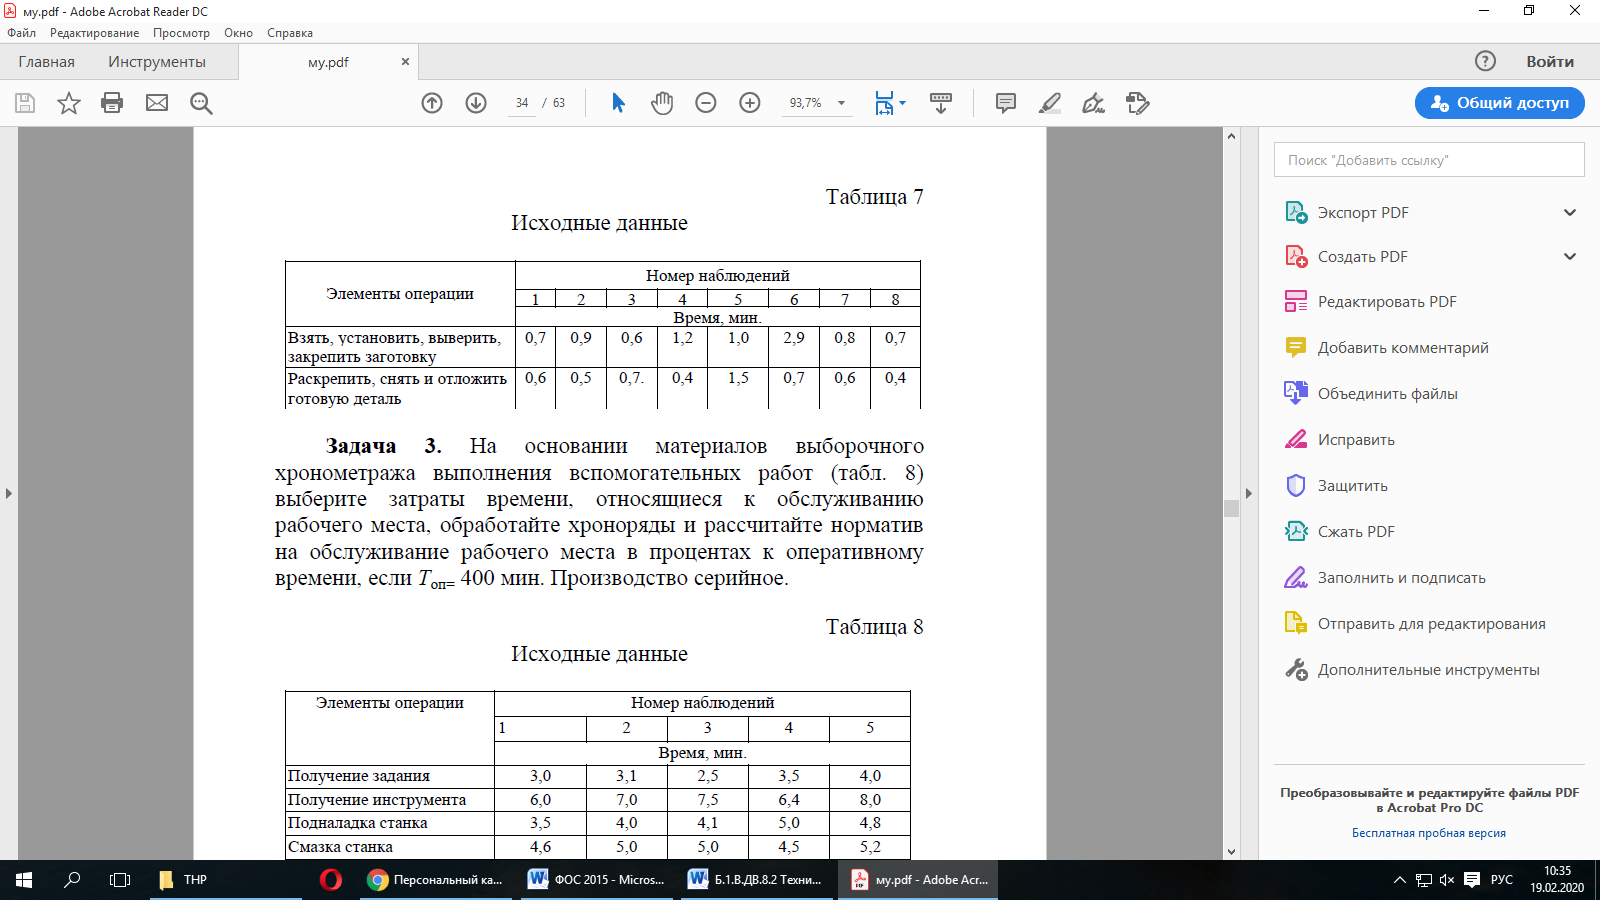 му.pdf - Adobe Acrobat Reader DC
Файл Редактирование Просмотр Окно Справка
Главная Инструменты му.pdf × ? Войти
34 / 63 93,7% Общий доступ
Таблица 7
Исходные данные
Элементы операции Номер наблюдений
1 2 3 4 5 6 7 8
Время, мин.
Взять, установить, выверить, закрепить заготовку 0,7 0,9 0,6 1,2 1,0 2,9 0,8 0,7
Раскрепить, снять и отложить готовую деталь 0,6 0,5 0,7. 0,4 1,5 0,7 0,6 0,4
Задача 3. На основании материалов выборочного
хронометража выполнения вспомогательных работ (табл. 8)
выберите затраты времени, относящиеся к обслуживанию
рабочего места, обработайте хроноряды и рассчитайте норматив
на обслуживание рабочего места в процентах к оперативному
времени, если Tоп= 400 мин. Производство серийное.
Таблица 8
Исходные данные
Элементы операции Номер наблюдений
1 2 3 4 5
Время, мин.
Получение задания 3,0 3,1 2,5 3,5 4,0
Получение инструмента 6,0 7,0 7,5 6,4 8,0
Подналадка станка 3,5 4,0 4,1 5,0 4,8
Смазка станка 4,6 5,0 5,0 4,5 5,2
Поиск "Добавить ссылку"
Экспорт PDF
Создать PDF
Редактировать PDF
Добавить комментарий
Объединить файлы
Исправить
Защитить
Сжать PDF
Заполнить и подписать
Отправить для редактирования
Дополнительные инструменты
Преобразовывайте и редактируйте файлы PDF
в Acrobat Pro DC
Бесплатная пробная версия
ТНР
Персональный ка...
ФОС 2015 - Micros...
Б.1.В.ДВ.8.2 Техни...
му.pdf - Adobe Acr...
РУС
10:35
19.02.2020